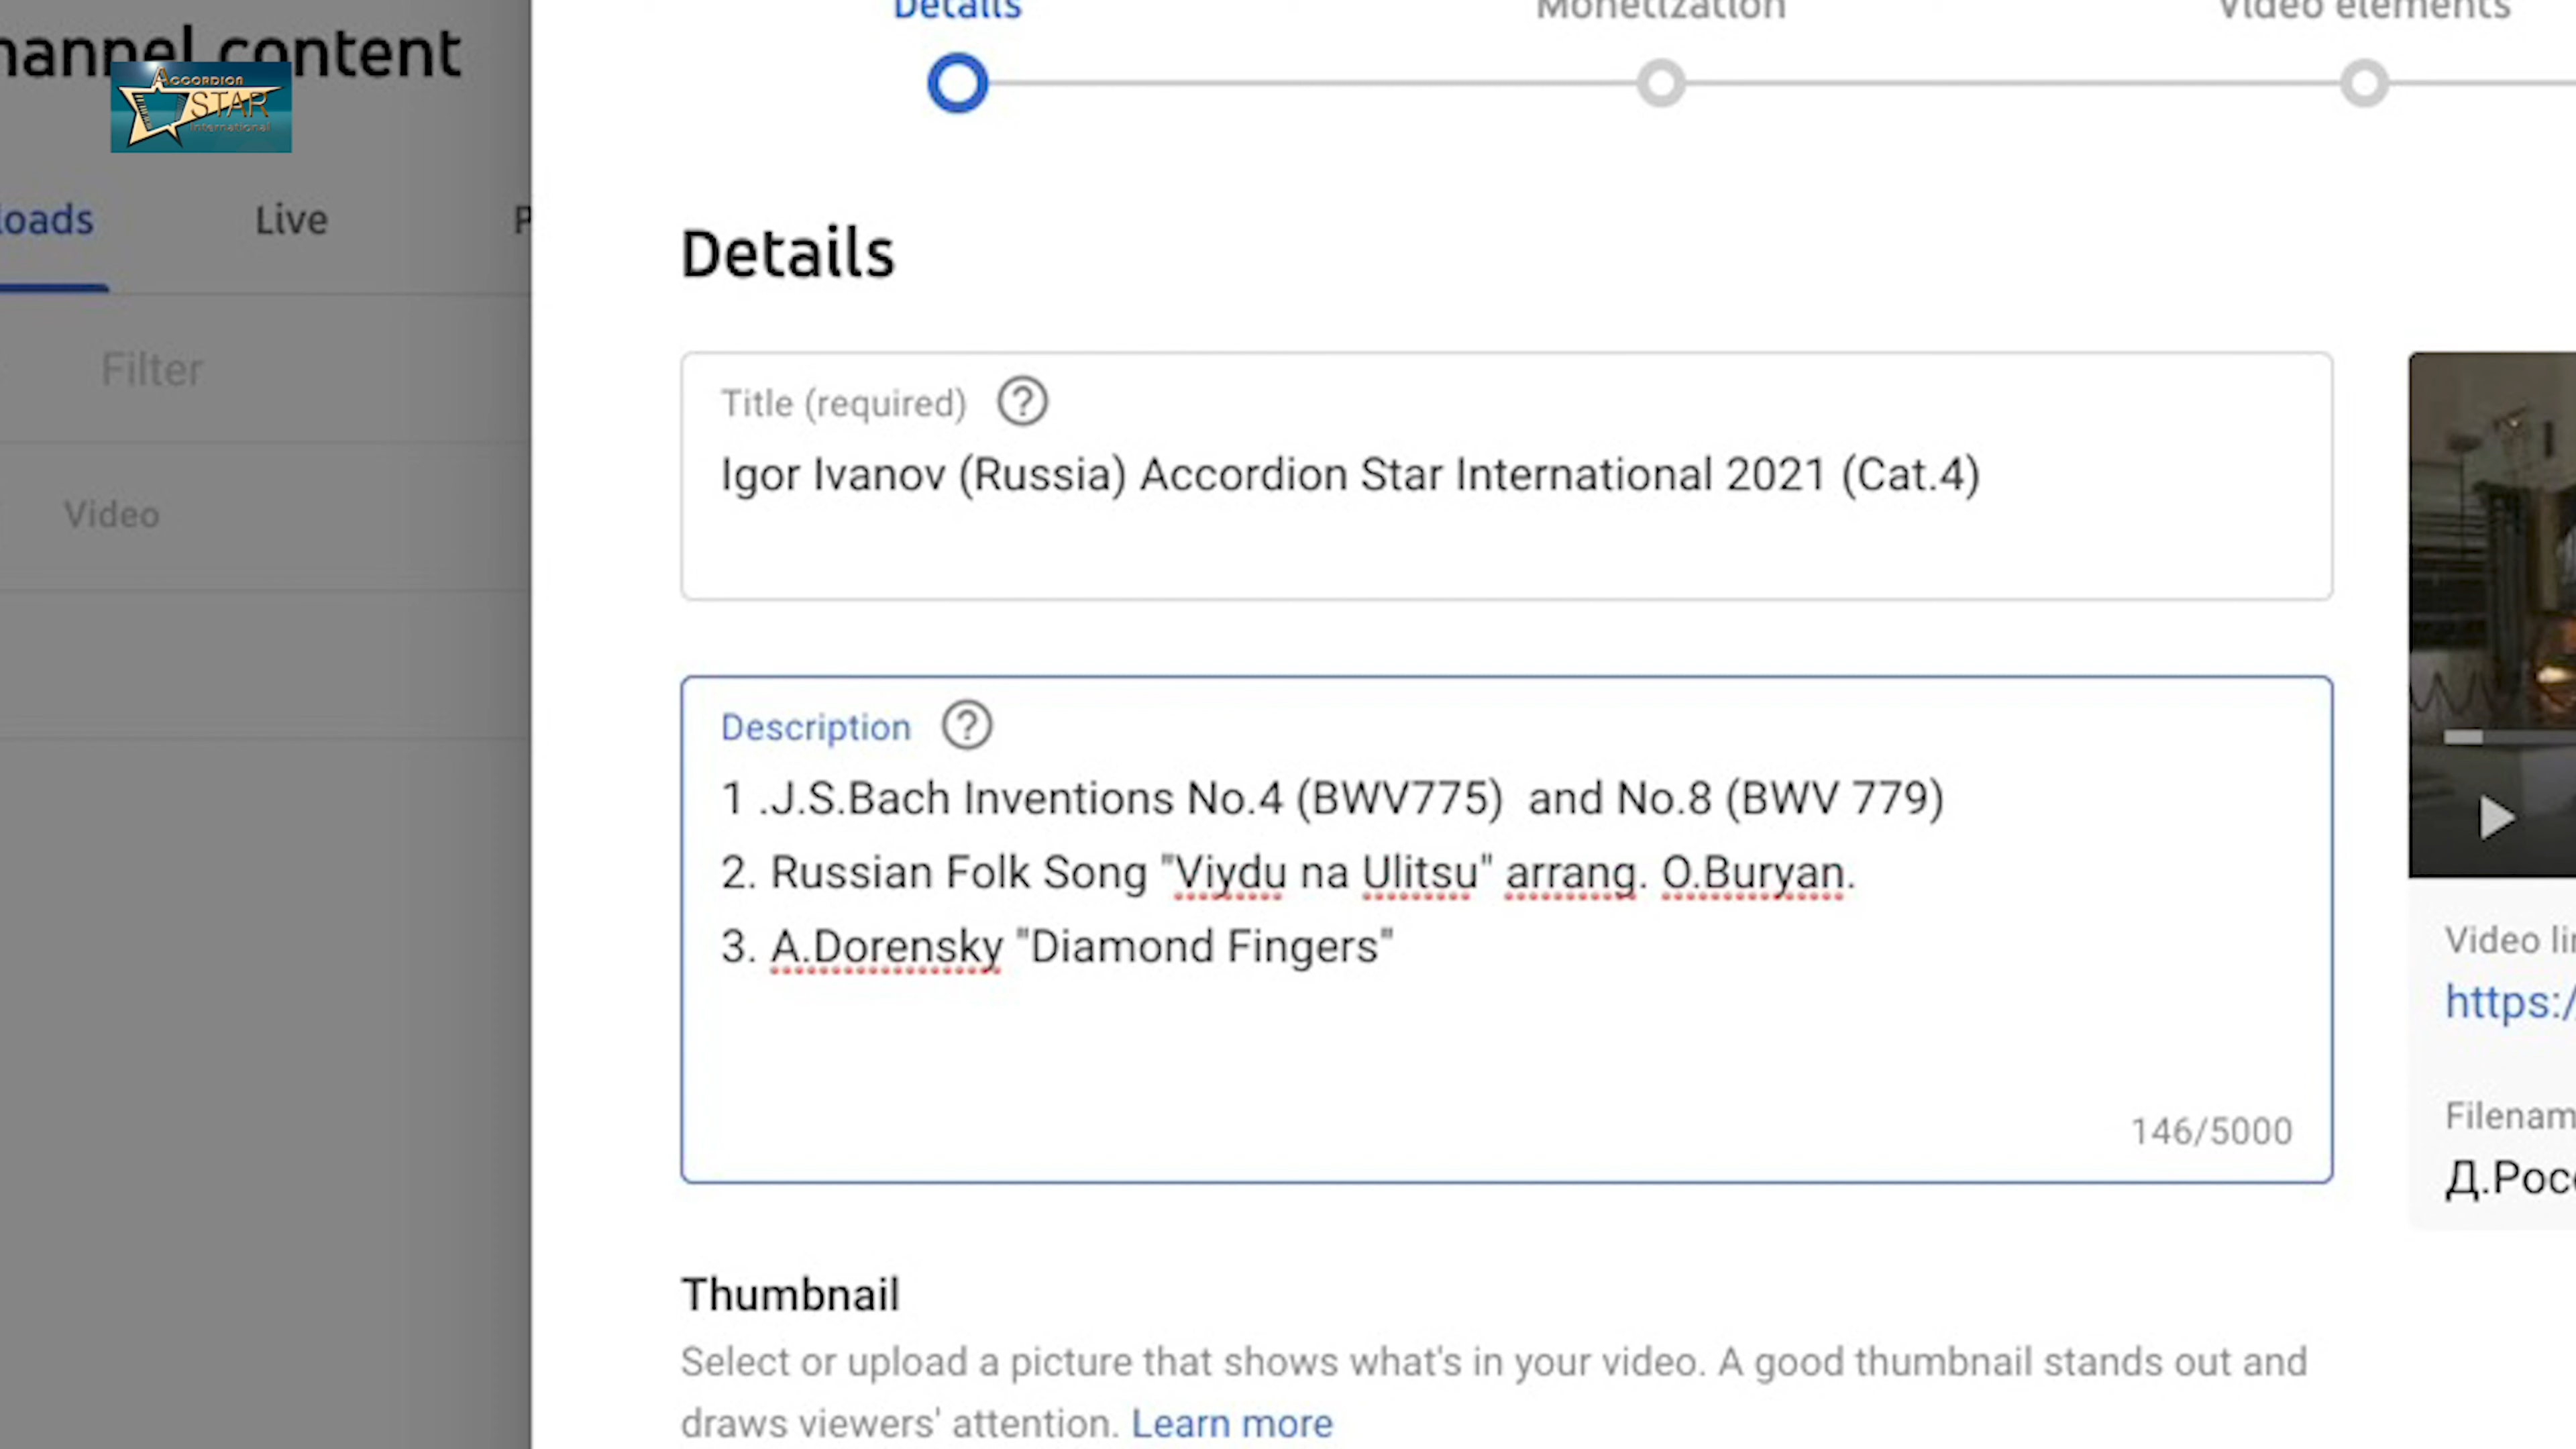 Details
Monetization
Video elements
hannel content
ACCORDION
STAR
International
loads
Live
P
Filter
Video
Details
Title (required)
Igor Ivanov (Russia) Accordion Star International 2021 (Cat.4)
Description
1 .J.S.Bach Inventions No.4 (BWV775)  and No.8 (BWV 779)
2. Russian Folk Song "Viydu na Ulitsu" arrang. O.Buryan.
3. A.Dorensky "Diamond Fingers"
146/5000
Video li
https:/
Filenam
Д.Рос
Thumbnail
Select or upload a picture that shows what's in your video. A good thumbnail stands out and
draws viewers' attention. Learn more